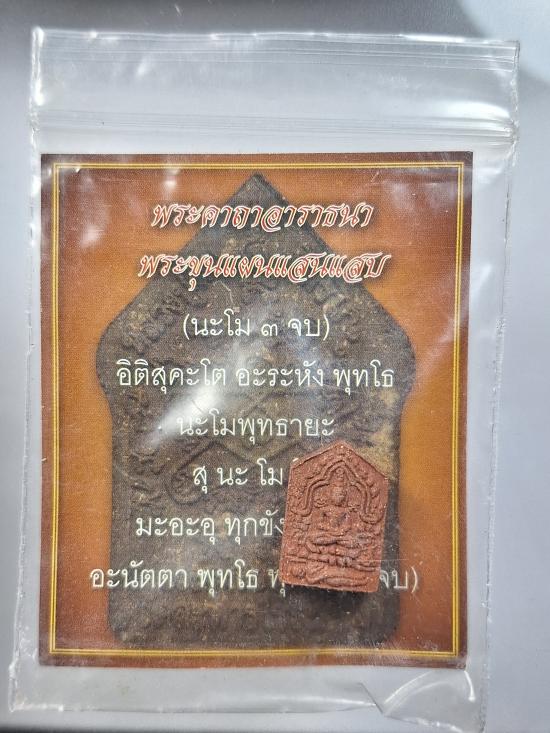 พระคาถาอาราธนา
พระขุนแผนแสนแสบ
(นะโม ๓ จบ)
อิติสุคะโต อะระหัง พุทโธ
นะโมพุทธายะ
สุ นะ โม
มะอะอุ ทุกขัง
อะนัตตา พุทโธ จบ)